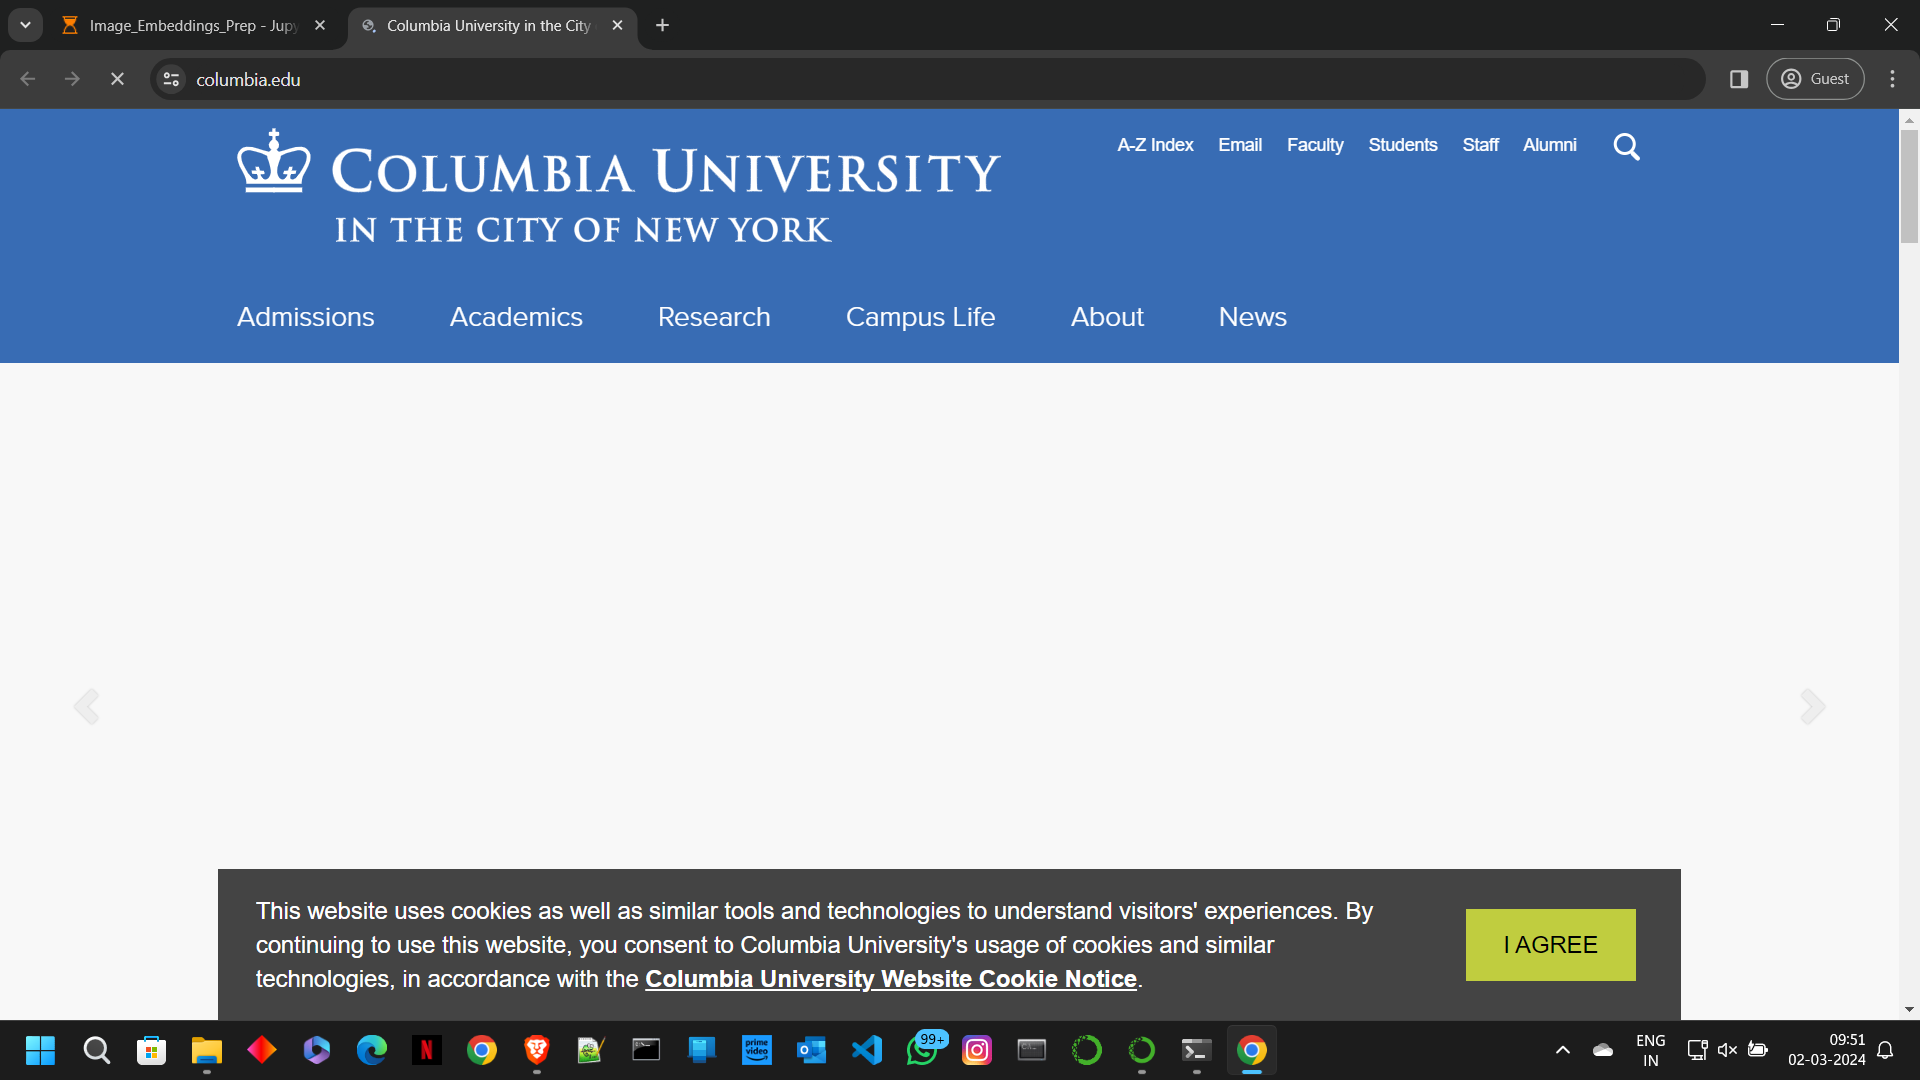 Image_Embeddings_Prep - Jupy
Columbia University in the City
columbia.edu
Guest
COLUMBIA UNIVERSITY
IN THE CITY OF NEW YORK
A-Z Index Email Faculty Students Staff Alumni
Admissions Academics Research Campus Life About News
This website uses cookies as well as similar tools and technologies to understand visitors' experiences. By
continuing to use this website, you consent to Columbia University's usage of cookies and similar
technologies, in accordance with the Columbia University Website Cookie Notice.
I AGREE
N
prime
video
99+
ENG
IN
09:51
02-03-2024